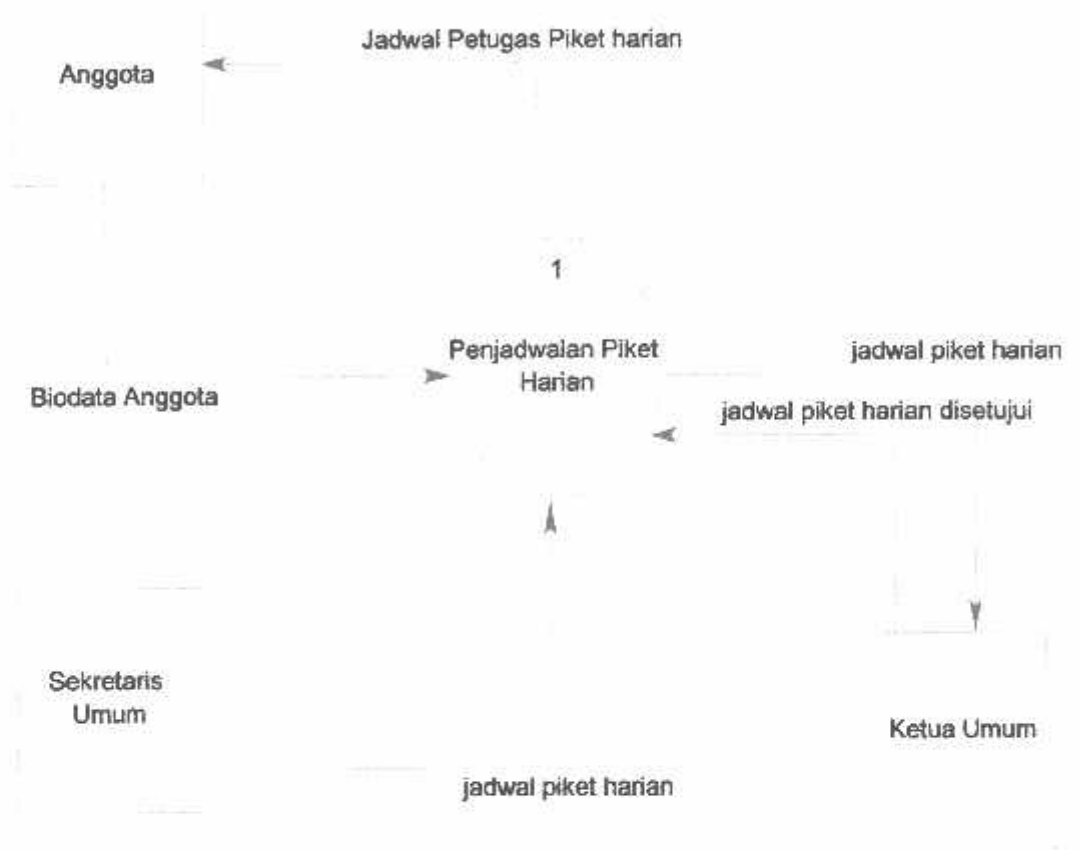 Jadwal Petugas Piket harian
Anggota
1
Penjadwalan Piket
Harian
jadwal piket harian
Biodata Anggota
jadwal piket harian disetujui
Sekretaris
Umum
Ketua Umum
jadwal piket harian